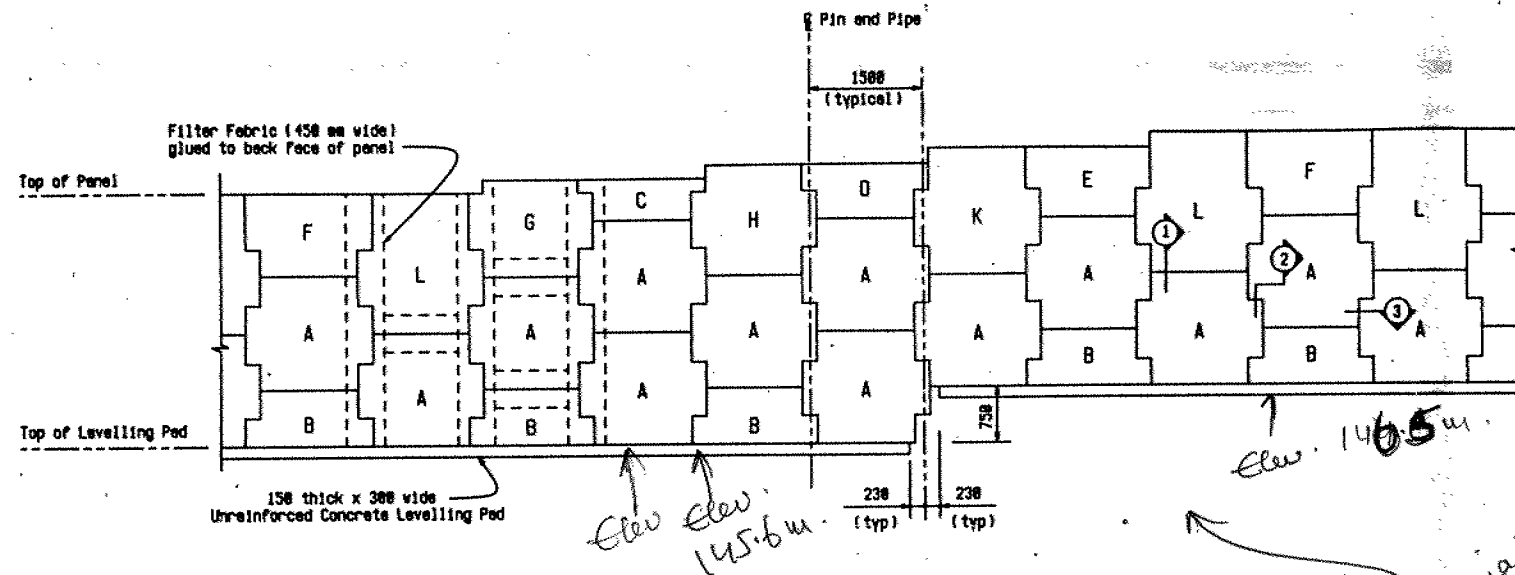 ℄ Pin and Pipe
1500
(typical)
Filter Fabric (450 mm wide)
glued to back face of panel
Top of Panel
F
L
G
C
H
D
K
E
L
F
L
A
A
A
A
A
A
A
1
2
3
B
A
B
A
B
A
A
B
A
B
A
Top of Levelling Pad
750
150 thick x 300 wide
Unreinforced Concrete Levelling Pad
230
(typ)
230
(typ)
Elev
Elev.
145.6 m.
Elev.